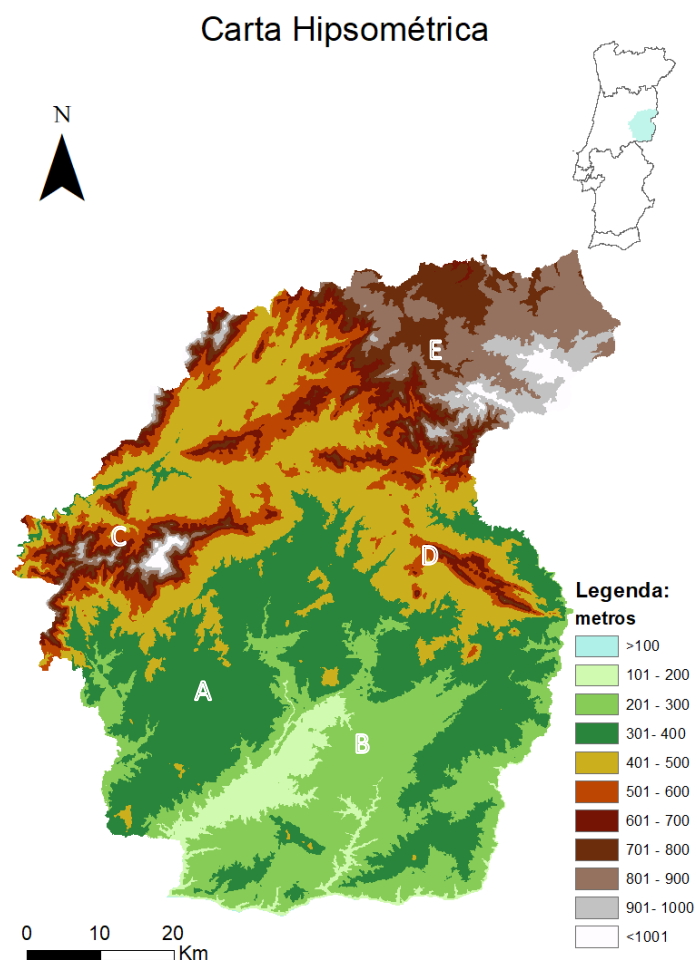 Carta Hipsométrica
N
E
C
D
A
B
Legenda:
metros
>100
101 - 200
201 - 300
301- 400
401 - 500
501 - 600
601 - 700
701 - 800
801 - 900
901- 1000
<1001
0 10 20
Km